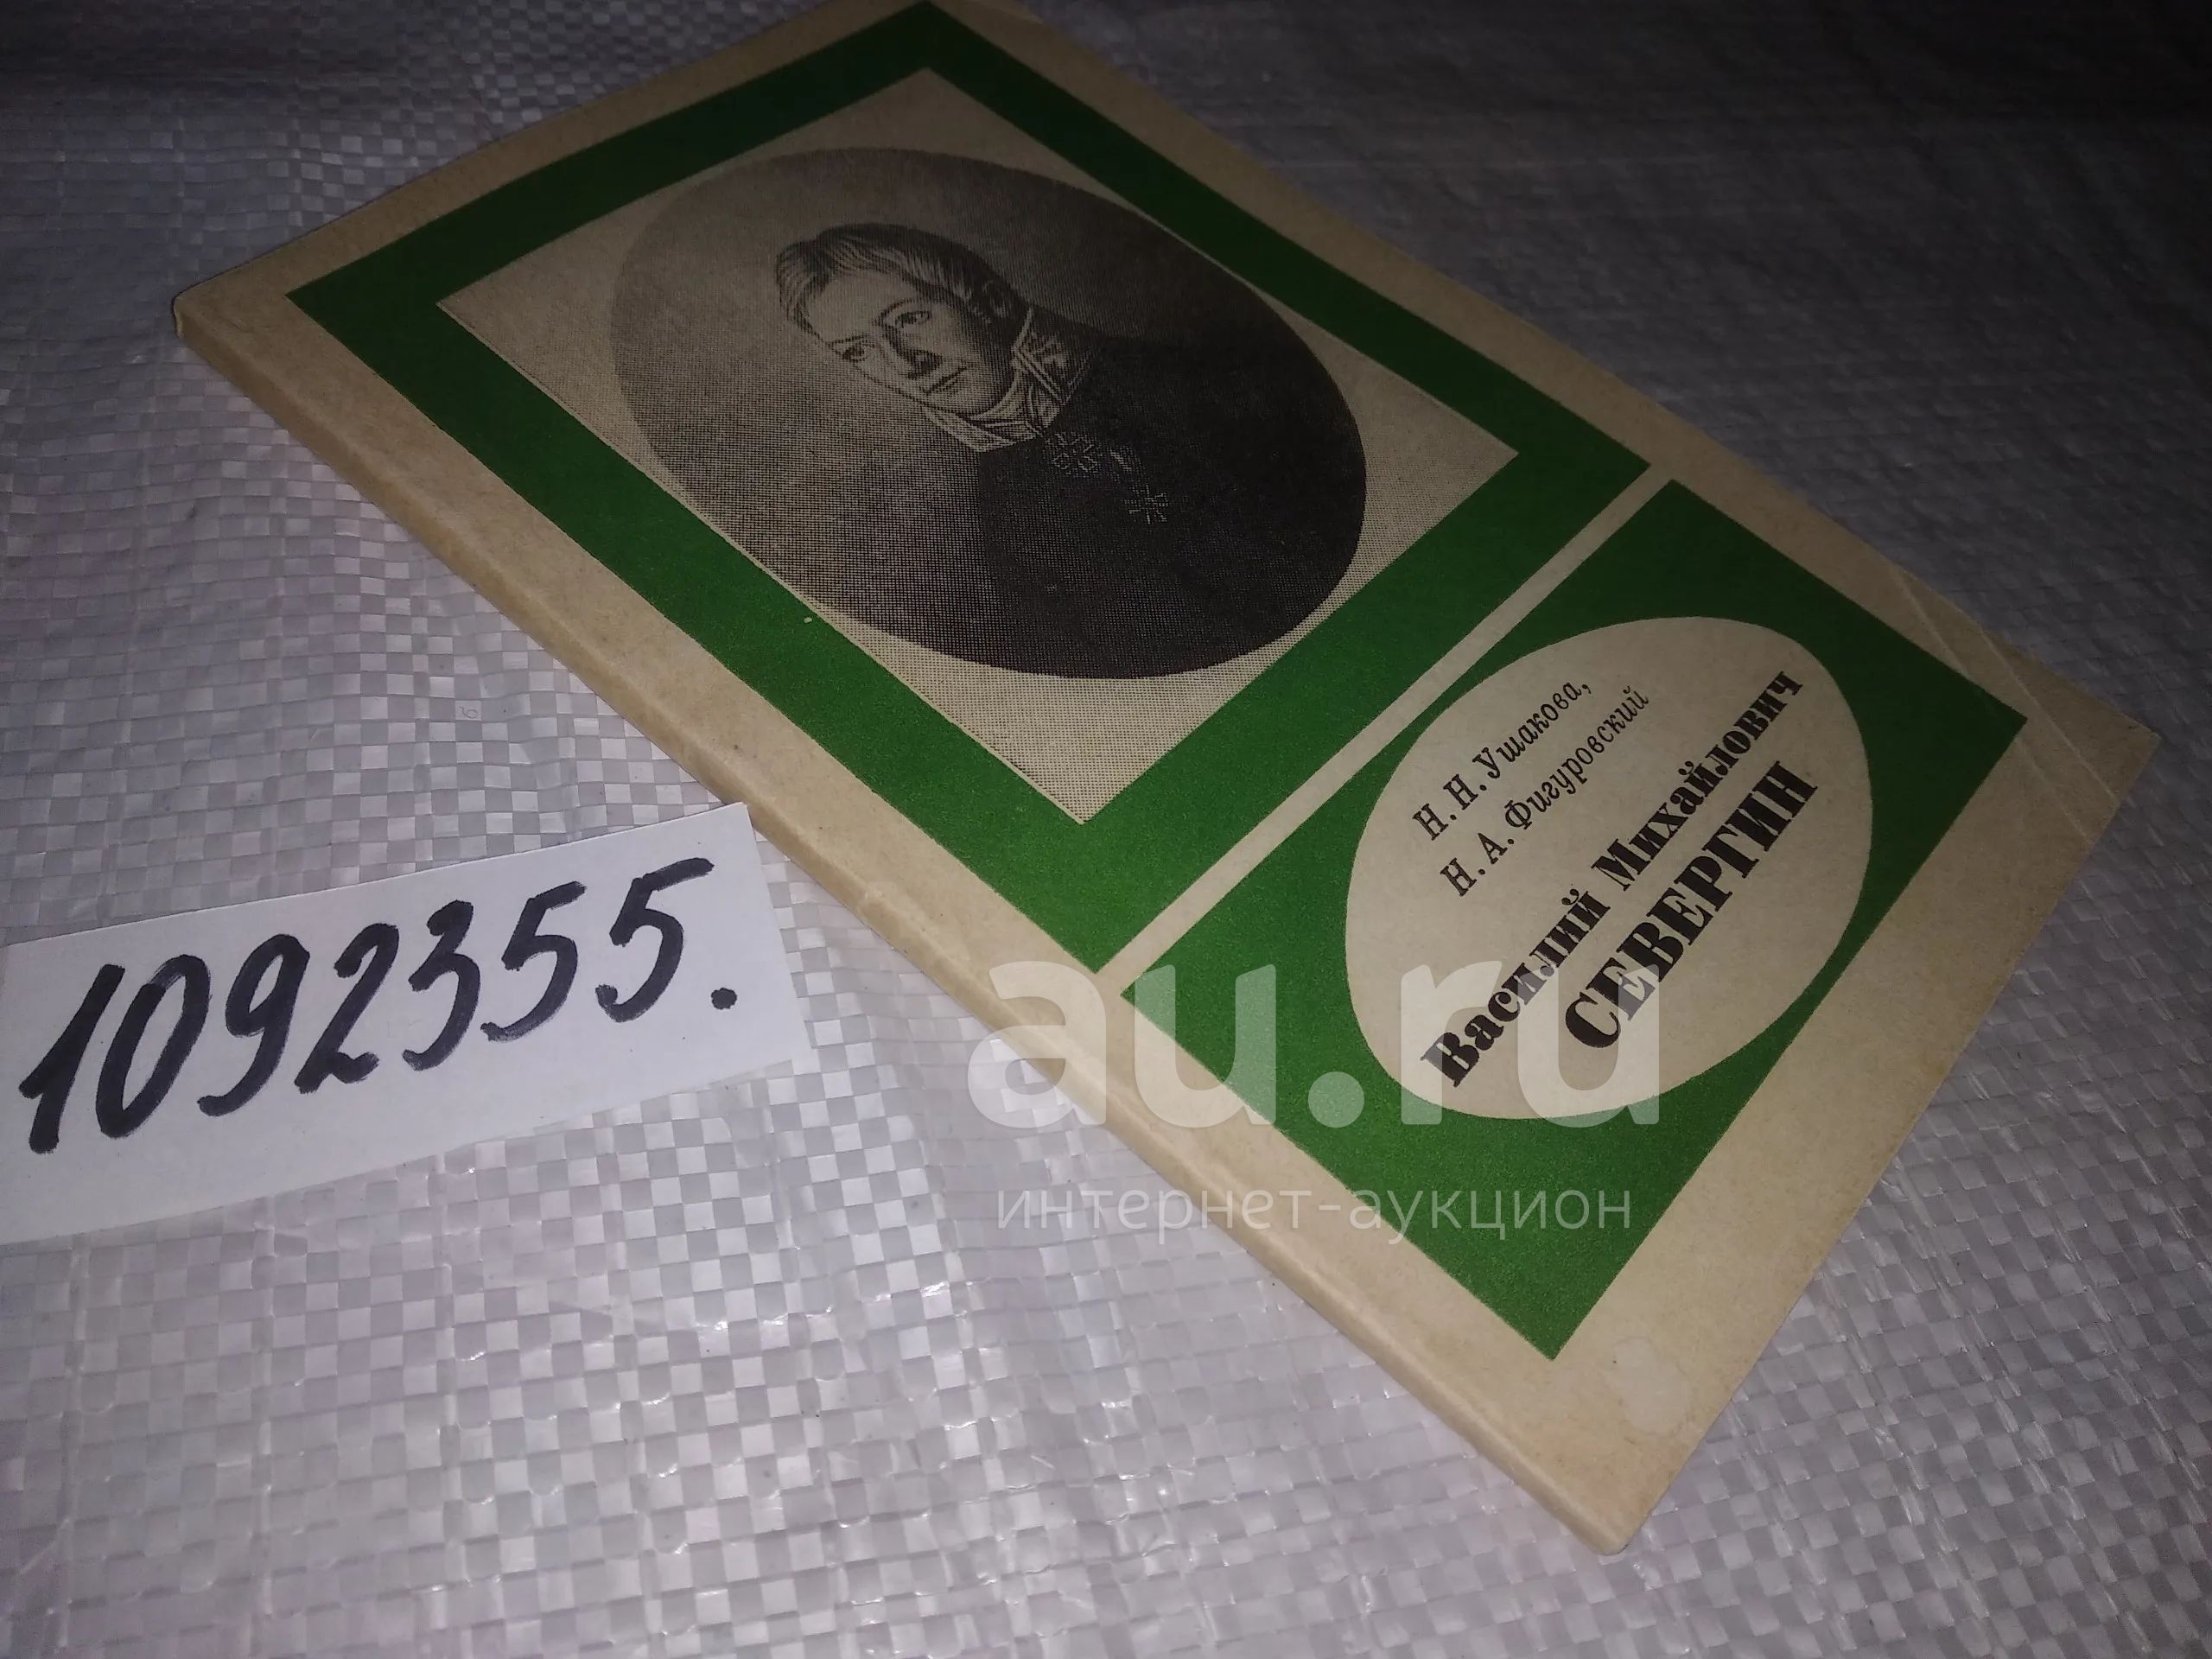 Н. Н. Ушакова,
Н. А. Фигуровский
Василий Михайлович
СЕВЕРГИН
1092355.
au.ru
интернет-аукцион